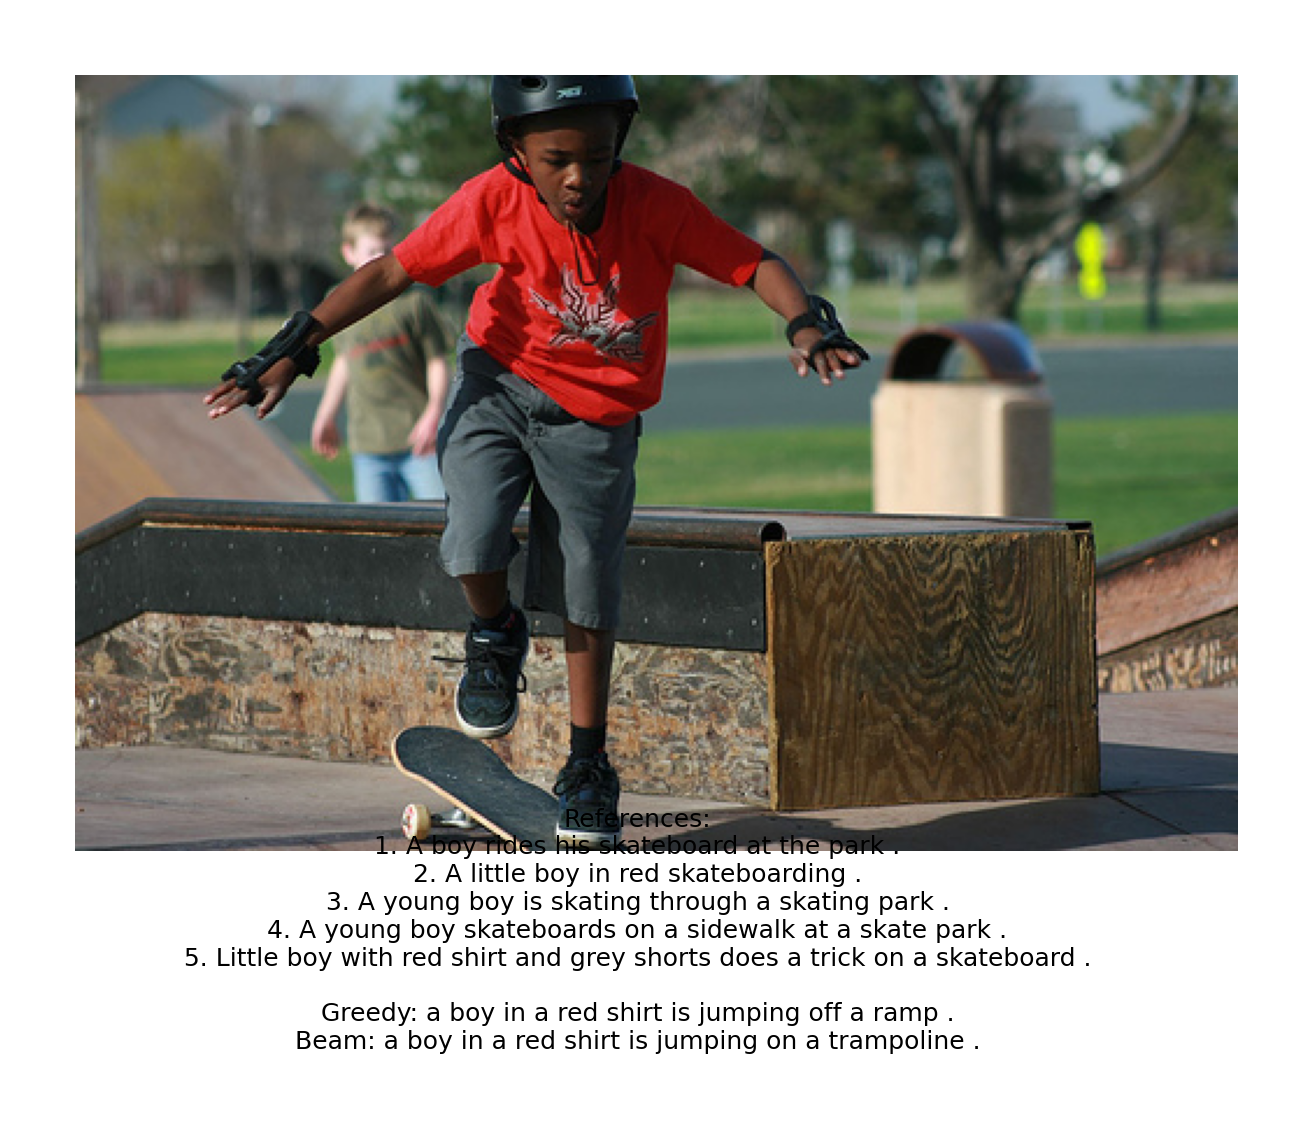 References:
1. A boy rides his skateboard at the park .
2. A little boy in red skateboarding .
3. A young boy is skating through a skating park .
4. A young boy skateboards on a sidewalk at a skate park .
5. Little boy with red shirt and grey shorts does a trick on a skateboard .
Greedy: a boy in a red shirt is jumping off a ramp .
Beam: a boy in a red shirt is jumping on a trampoline .